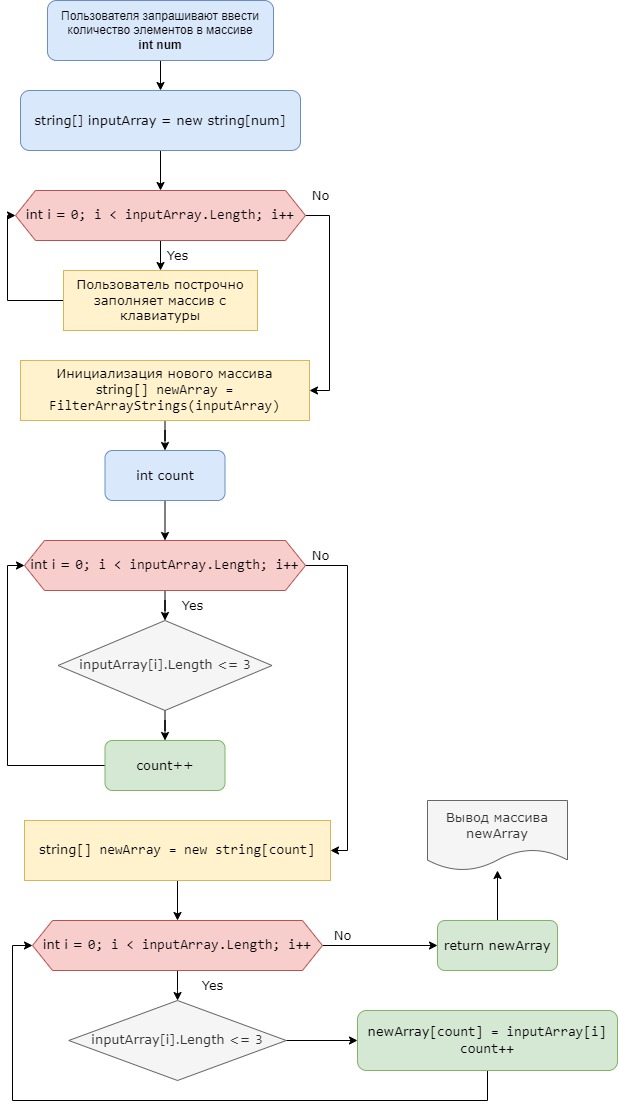 Пользователя запрашивают ввести
количество элементов в массиве
int num
string[] inputArray = new string[num]
No
int i = 0; i < inputArray.Length; i++
Yes
Пользователь построчно
заполняет массив с
клавиатуры
Инициализация нового массива
string[] newArray =
FilterArrayStrings(inputArray)
int count
No
int i = 0; i < inputArray.Length; i++
Yes
inputArray[i].Length <= 3
count++
Вывод массива
newArray
string[] newArray = new string[count]
int i = 0; i < inputArray.Length; i++
No
return newArray
Yes
inputArray[i].Length <= 3
newArray[count] = inputArray[i]
count++